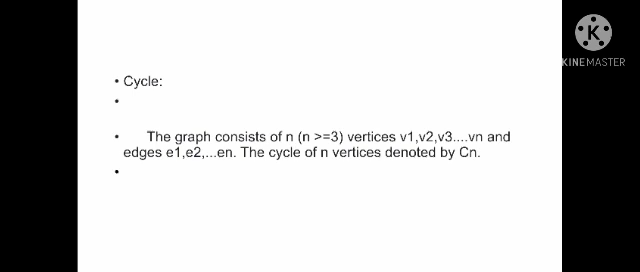 • Cycle:
•
• The graph consists of n (n >=3) vertices v1,v2,v3....vn and
edges e1,e2,...en. The cycle of n vertices denoted by Cn.
•
K
KINEMASTER